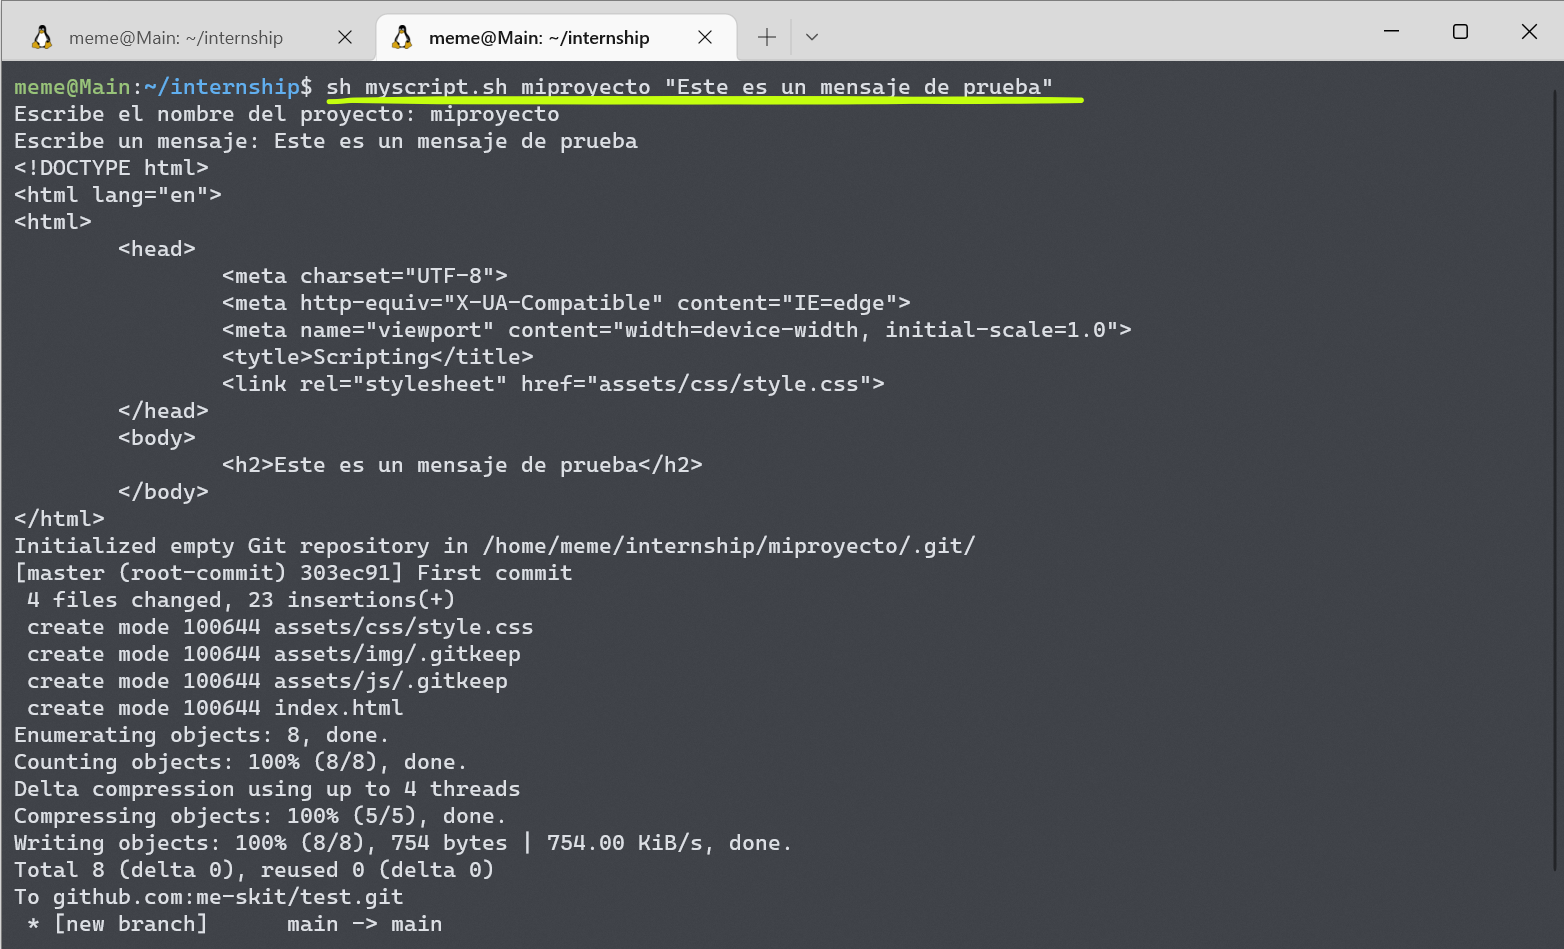 meme@Main: ~/internship
meme@Main: ~/internship
meme@Main:~/internship$ sh myscript.sh miproyecto "Este es un mensaje de prueba"
Escribe el nombre del proyecto: miproyecto
Escribe un mensaje: Este es un mensaje de prueba
<!DOCTYPE html>
<html lang="en">
<html>
        <head>
                <meta charset="UTF-8">
                <meta http-equiv="X-UA-Compatible" content="IE=edge">
                <meta name="viewport" content="width=device-width, initial-scale=1.0">
                <tytle>Scripting</title>
                <link rel="stylesheet" href="assets/css/style.css">
        </head>
        <body>
                <h2>Este es un mensaje de prueba</h2>
        </body>
</html>
Initialized empty Git repository in /home/meme/internship/miproyecto/.git/
[master (root-commit) 303ec91] First commit
 4 files changed, 23 insertions(+)
 create mode 100644 assets/css/style.css
 create mode 100644 assets/img/.gitkeep
 create mode 100644 assets/js/.gitkeep
 create mode 100644 index.html
Enumerating objects: 8, done.
Counting objects: 100% (8/8), done.
Delta compression using up to 4 threads
Compressing objects: 100% (5/5), done.
Writing objects: 100% (8/8), 754 bytes | 754.00 KiB/s, done.
Total 8 (delta 0), reused 0 (delta 0)
To github.com:me-skit/test.git
 * [new branch]      main -> main